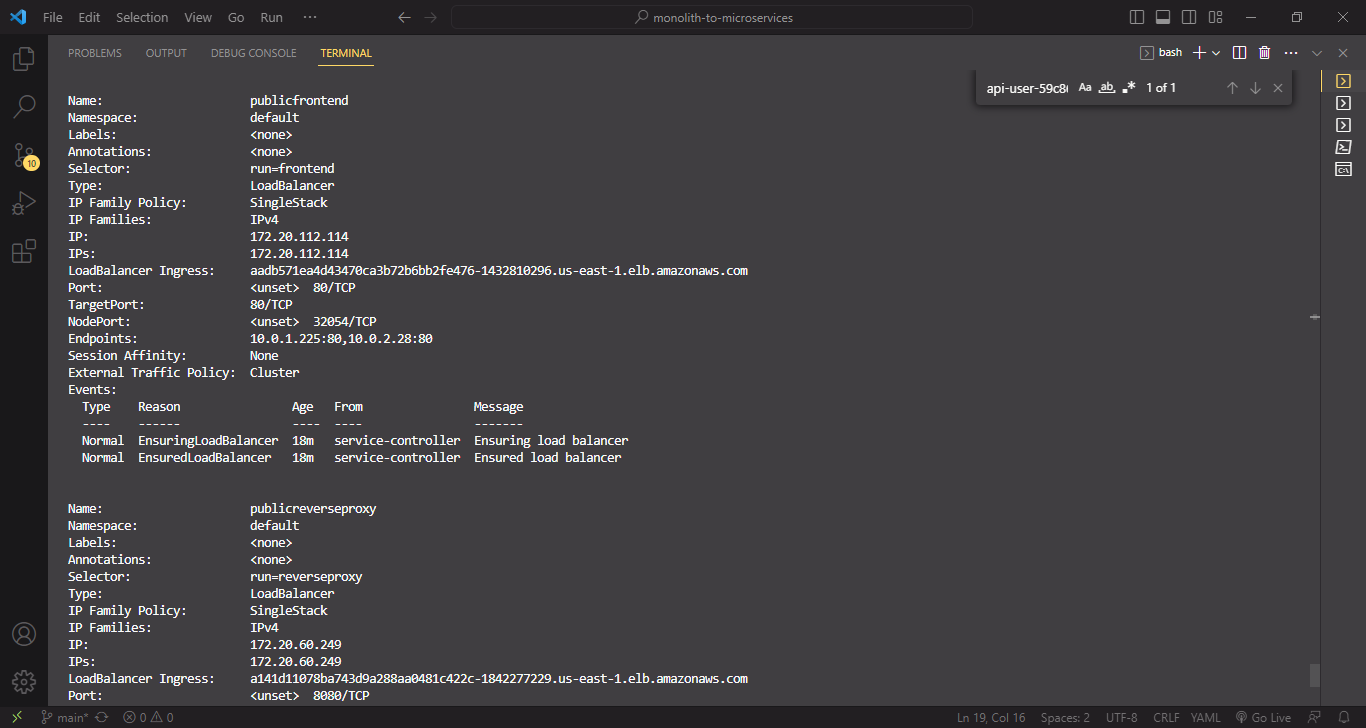 File Edit Selection View Go Run ··· monolith-to-microservices
PROBLEMS OUTPUT DEBUG CONSOLE TERMINAL bash
api-user-59c8 Aa ab .* 1 of 1
Name: publicfrontend
Namespace: default
Labels: <none>
Annotations: <none>
Selector: run=frontend
Type: LoadBalancer
IP Family Policy: SingleStack
IP Families: IPv4
IP: 172.20.112.114
IPs: 172.20.112.114
LoadBalancer Ingress: aadb571ea4d43470ca3b72b6bb2fe476-1432810296.us-east-1.elb.amazonaws.com
Port: <unset> 80/TCP
TargetPort: 80/TCP
NodePort: <unset> 32054/TCP
Endpoints: 10.0.1.225:80,10.0.2.28:80
Session Affinity: None
External Traffic Policy: Cluster
Events:
Type Reason Age From Message
---- ------ ---- ---- -------
Normal EnsuringLoadBalancer 18m service-controller Ensuring load balancer
Normal EnsuredLoadBalancer 18m service-controller Ensured load balancer
Name: publicreverseproxy
Namespace: default
Labels: <none>
Annotations: <none>
Selector: run=reverseproxy
Type: LoadBalancer
IP Family Policy: SingleStack
IP Families: IPv4
IP: 172.20.60.249
IPs: 172.20.60.249
LoadBalancer Ingress: a141d11078ba743d9a288aa0481c422c-1842277229.us-east-1.elb.amazonaws.com
Port: <unset> 8080/TCP
10
main* 0 0 Ln 19, Col 16 Spaces: 2 UTF-8 CRLF YAML Go Live